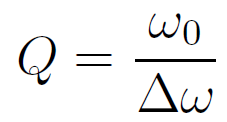 Q = ω₀ / Δω